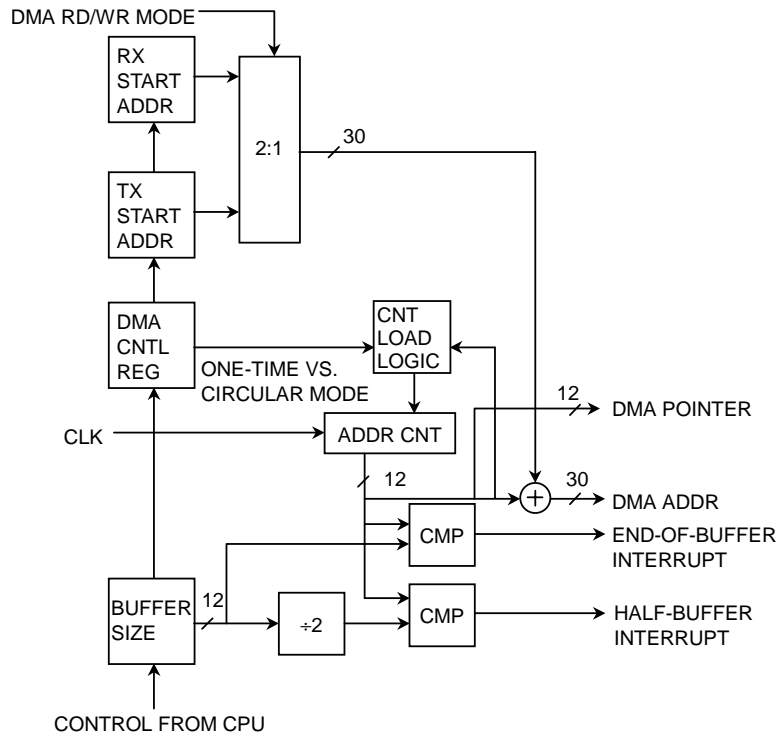 DMA RD/WR MODE
RX
START
ADDR
2:1
30
TX
START
ADDR
DMA
CNTL
REG
CNT
LOAD
LOGIC
ONE-TIME VS.
CIRCULAR MODE
12
DMA POINTER
CLK
ADDR CNT
12
+
30
DMA ADDR
CMP
END-OF-BUFFER
INTERRUPT
BUFFER
SIZE
12
÷2
CMP
HALF-BUFFER
INTERRUPT
CONTROL FROM CPU